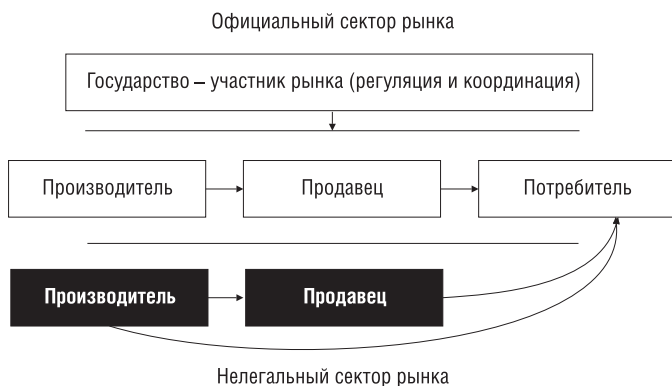 Официальный сектор рынка
Государство – участник рынка (регуляция и координация)
Производитель
Продавец
Потребитель
Производитель
Продавец
Нелегальный сектор рынка